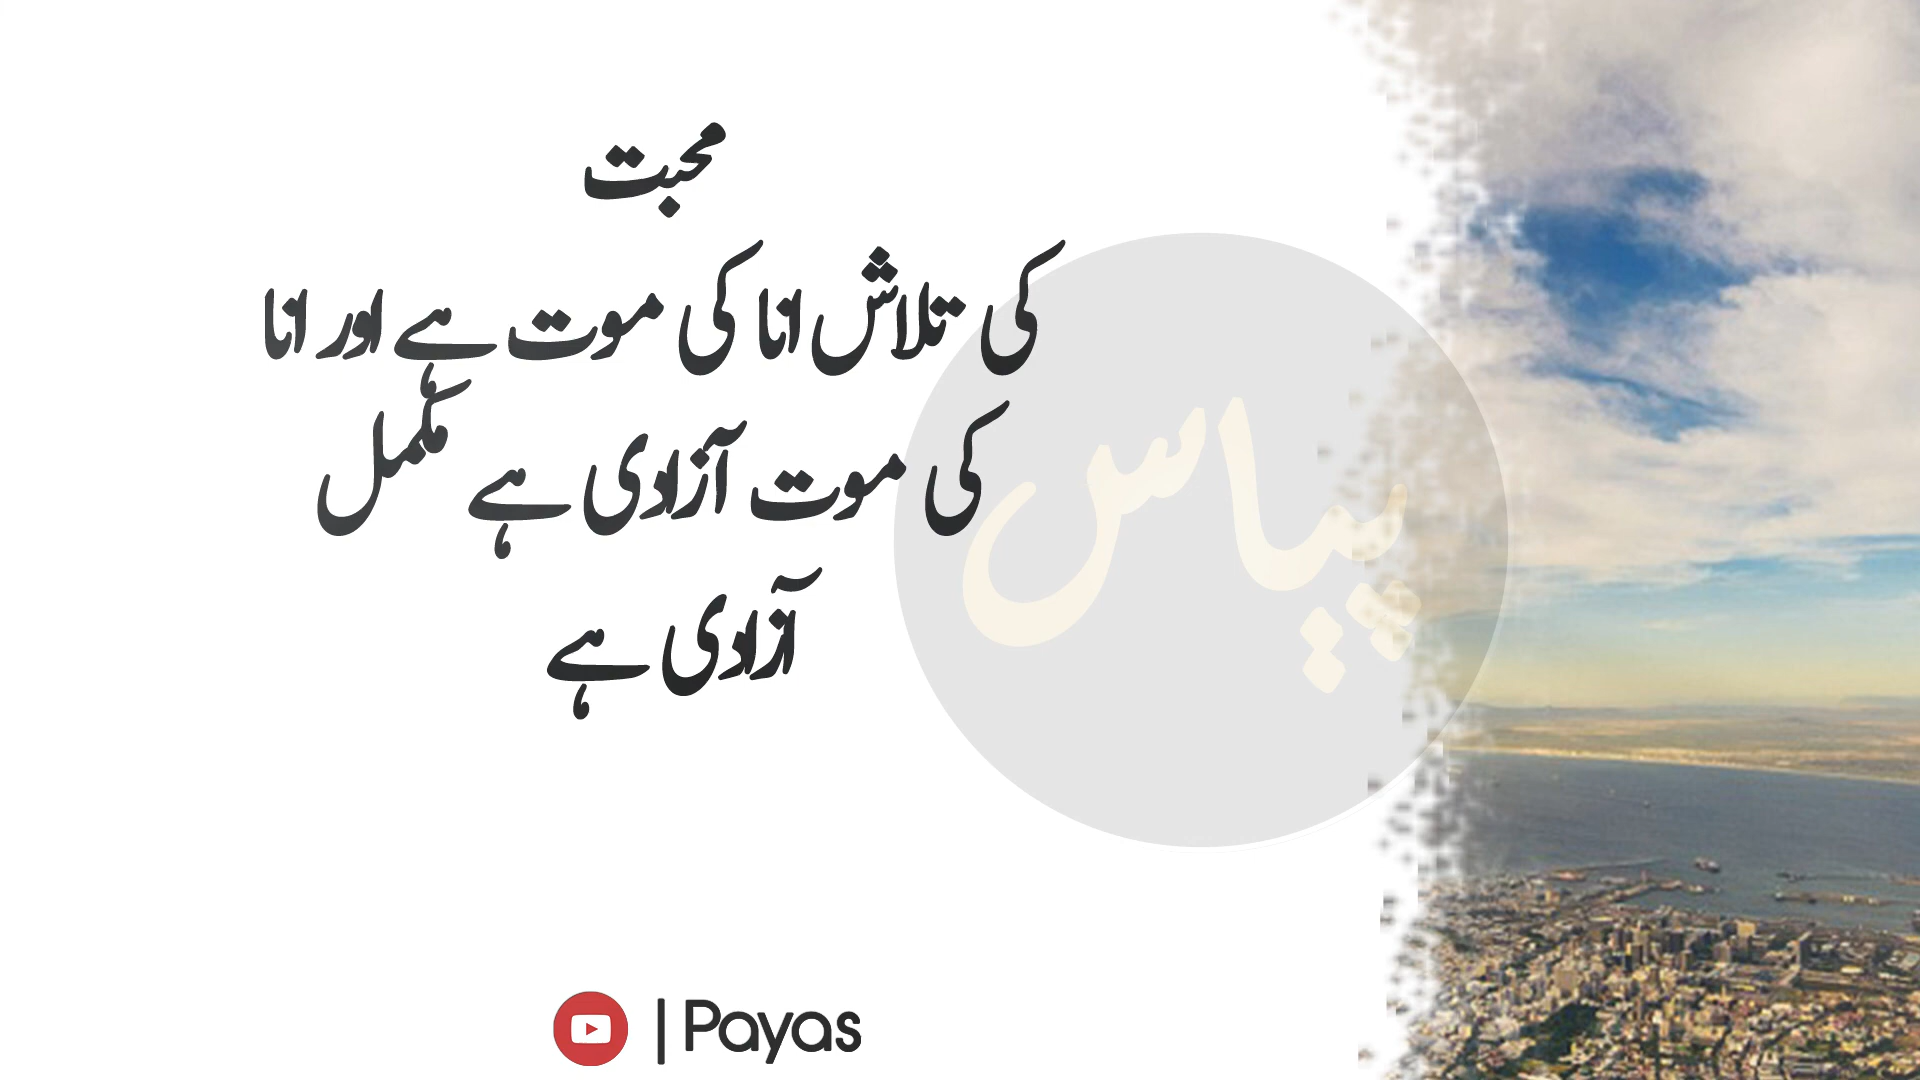 محبت
کی تلاش انا کی موت ہے اور انا
کی موت آزادی ہے مکمل
آزادی ہے
پیاس
| Payas